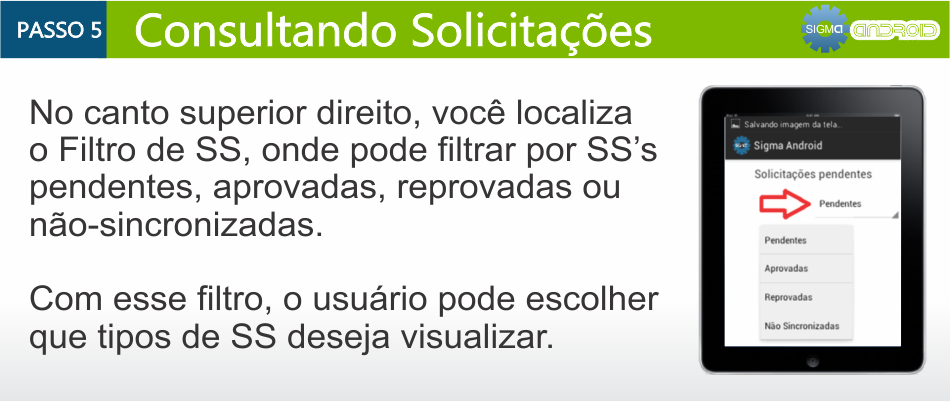 PASSO 5
Consultando Solicitações
SIGMA ANDROID
No canto superior direito, você localiza
o Filtro de SS, onde pode filtrar por SS’s
pendentes, aprovadas, reprovadas ou
não-sincronizadas.
Com esse filtro, o usuário pode escolher
que tipos de SS deseja visualizar.
Salvando imagem da tela...
Sigma Android
Solicitações pendentes
Pendentes
Pendentes
Aprovadas
Reprovadas
Não Sincronizadas